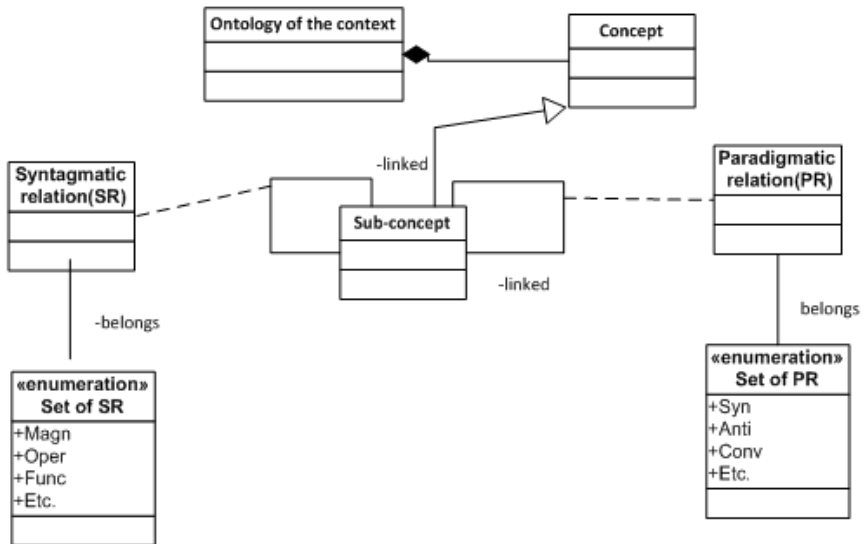 Ontology of the context
Concept
-linked
Syntagmatic
relation(SR)
Paradigmatic
relation(PR)
Sub-concept
-linked
-belongs
belongs
«enumeration»
Set of SR
+Magn
+Oper
+Func
+Etc.
«enumeration»
Set of PR
+Syn
+Anti
+Conv
+Etc.